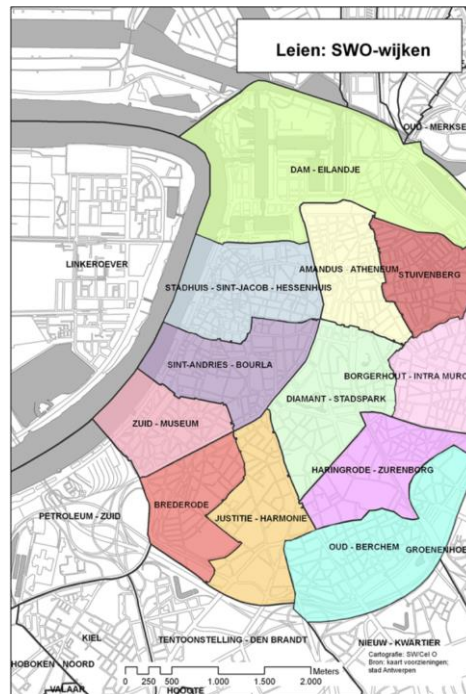 Leien: SWO-wijken
OUD - MERKSE
DAM - EILANDJE
LINKEROEVER
AMANDUS - ATHENEUM
STUIVENBERG
STADHUIS - SINT-JACOB - HESSENHUIS
SINT-ANDRIES - BOURLA
BORGERHOUT - INTRA MURO
DIAMANT - STADSPARK
ZUID - MUSEUM
HARINGRODE - ZURENBORG
BREDERODE
PETROLEUM - ZUID
JUSTITIE - HARMONIE
OUD - BERCHEM
GROENENHOE
KIEL
TENTOONSTELLING - DEN BRANDT
NIEUW - KWARTIER
Cartografie: SW/Cel O
Bron: kaart voorzieningen;
stad Antwerpen
HOBOKEN - NOORD
Meters
0 250 500 1.000 1.500 2.000
VALAAR
HOOGTE